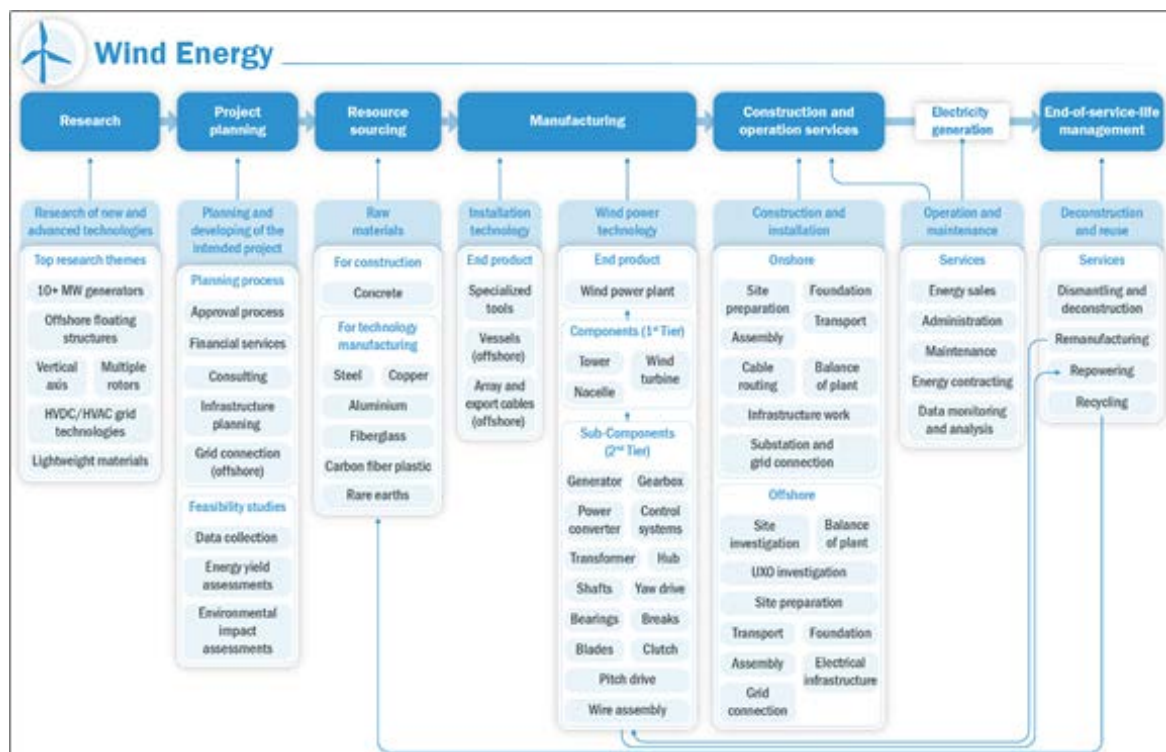 Wind Energy
Research
Project
planning
Resource
sourcing
Manufacturing
Construction and
operation services
Electricity
generation
End-of-service-life
management
Research of new and
advanced technologies
Top research themes
10+ MW generators
Offshore floating
structures
Vertical
axis
Multiple
rotors
HVDC/HVAC grid
technologies
Lightweight materials
Planning and
developing of the
intended project
Planning process
Approval process
Financial services
Consulting
Infrastructure
planning
Grid connection
(offshore)
Feasibility studies
Data collection
Energy yield
assessments
Environmental
impact
assessments
Raw
materials
For construction
Concrete
For technology
manufacturing
Steel
Copper
Aluminium
Fiberglass
Carbon fiber plastic
Rare earths
Installation
technology
End product
Specialized
tools
Vessels
(offshore)
Array and
export cables
(offshore)
Wind power
technology
End product
Wind power plant
Components (1st Tier)
Tower
Wind
turbine
Nacelle
Sub-Components
(2nd Tier)
Generator
Gearbox
Power
converter
Control
systems
Transformer
Hub
Shafts
Yaw drive
Bearings
Breaks
Blades
Clutch
Pitch drive
Wire assembly
Construction and
installation
Onshore
Site
preparation
Foundation
Transport
Assembly
Cable
routing
Balance
of plant
Infrastructure work
Substation and
grid connection
Offshore
Site
investigation
Balance
of plant
UXO investigation
Site preparation
Transport
Foundation
Assembly
Electrical
infrastructure
Grid
connection
Operation and
maintenance
Services
Energy sales
Administration
Maintenance
Energy contracting
Data monitoring
and analysis
Deconstruction
and reuse
Services
Dismantling and
deconstruction
Remanufacturing
Repowering
Recycling